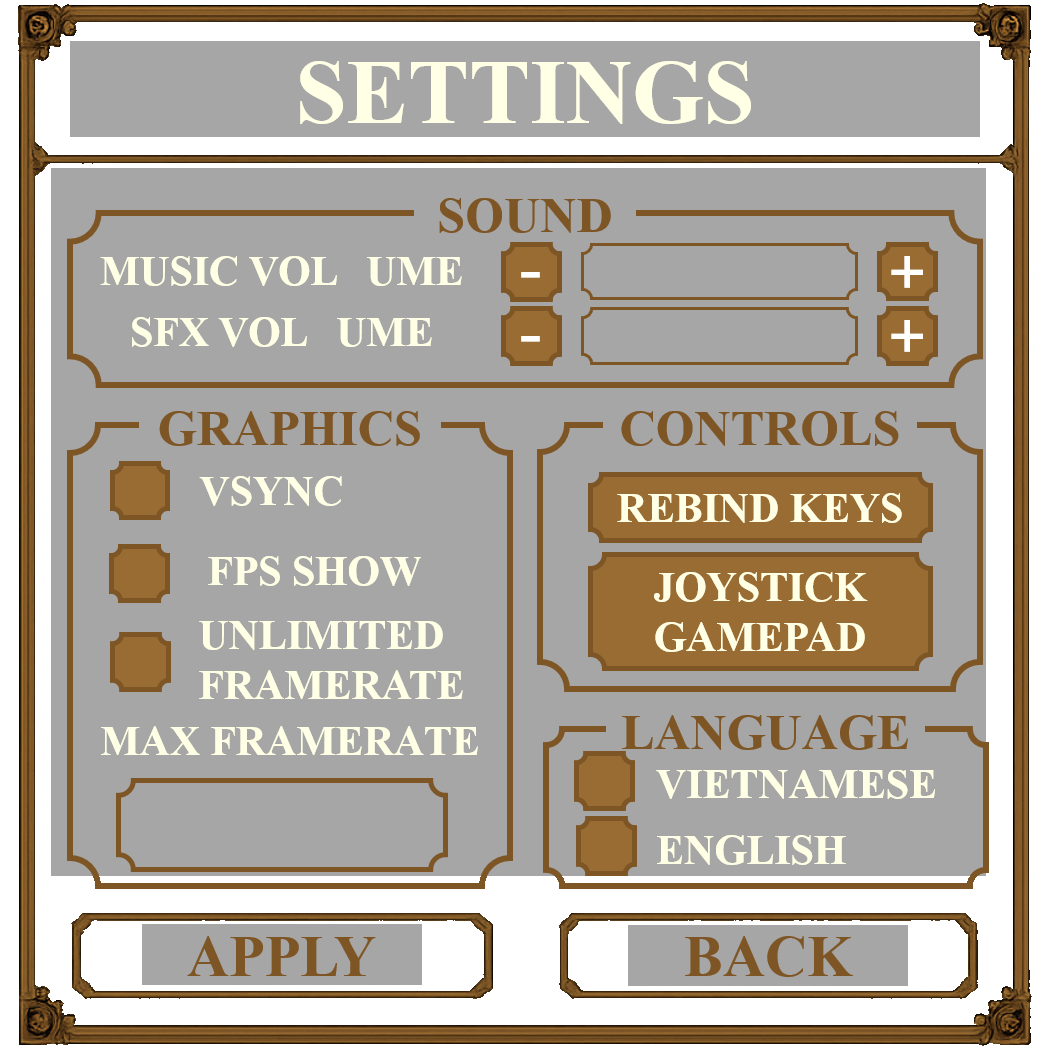 SETTINGS
SOUND
MUSIC VOL UME - +
SFX VOL UME - +
GRAPHICS
VSYNC
FPS SHOW
UNLIMITED
FRAMERATE
MAX FRAMERATE
CONTROLS
REBIND KEYS
JOYSTICK
GAMEPAD
LANGUAGE
VIETNAMESE
ENGLISH
APPLY
BACK